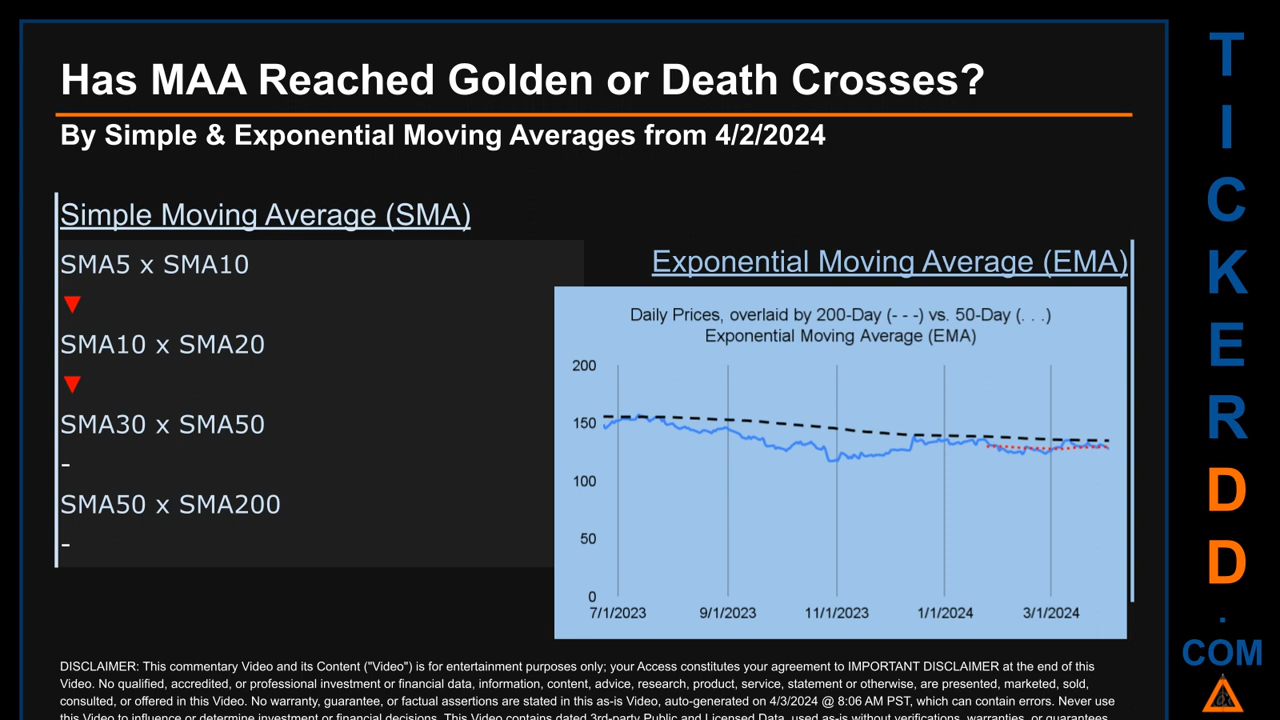 Has MAA Reached Golden or Death Crosses?
By Simple & Exponential Moving Averages from 4/2/2024
Simple Moving Average (SMA)
SMA5 x SMA10
▼
SMA10 x SMA20
▼
SMA30 x SMA50
-
SMA50 x SMA200
-
Exponential Moving Average (EMA)
Daily Prices, overlaid by 200-Day (- - -) vs. 50-Day (. . .)
Exponential Moving Average (EMA)
200
150
100
50
0
7/1/2023 9/1/2023 11/1/2023 1/1/2024 3/1/2024
DISCLAIMER: This commentary Video and its Content ("Video") is for entertainment purposes only; your Access constitutes your agreement to IMPORTANT DISCLAIMER at the end of this
Video. No qualified, accredited, or professional investment or financial data, information, content, advice, research, product, service, statement or otherwise, are presented, marketed, sold,
consulted, or offered in this Video. No warranty, guarantee, or factual assertions are stated in this as-is Video, auto-generated on 4/3/2024 @ 8:06 AM PST, which can contain errors. Never use
this Video to influence or determine investment or financial decisions. This Video contains dated 3rd-party Public and Licensed Data, used as-is without verifications, warranties, or guarantees
T
I
C
K
E
R
D
D
.
COM